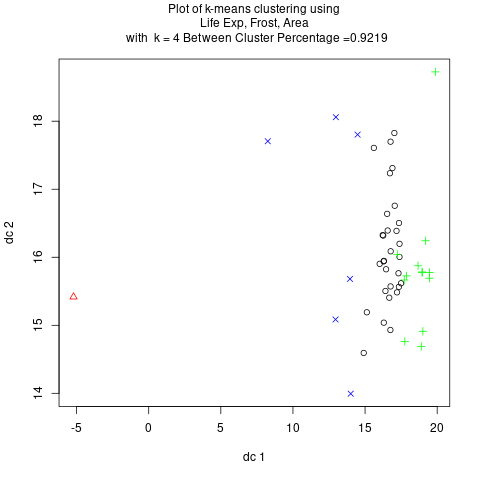 Plot of k-means clustering using
Life Exp, Frost, Area
with  k = 4 Between Cluster Percentage =0.9219
dc 2
18
17
16
15
14
-5
0
5
10
15
20
dc 1